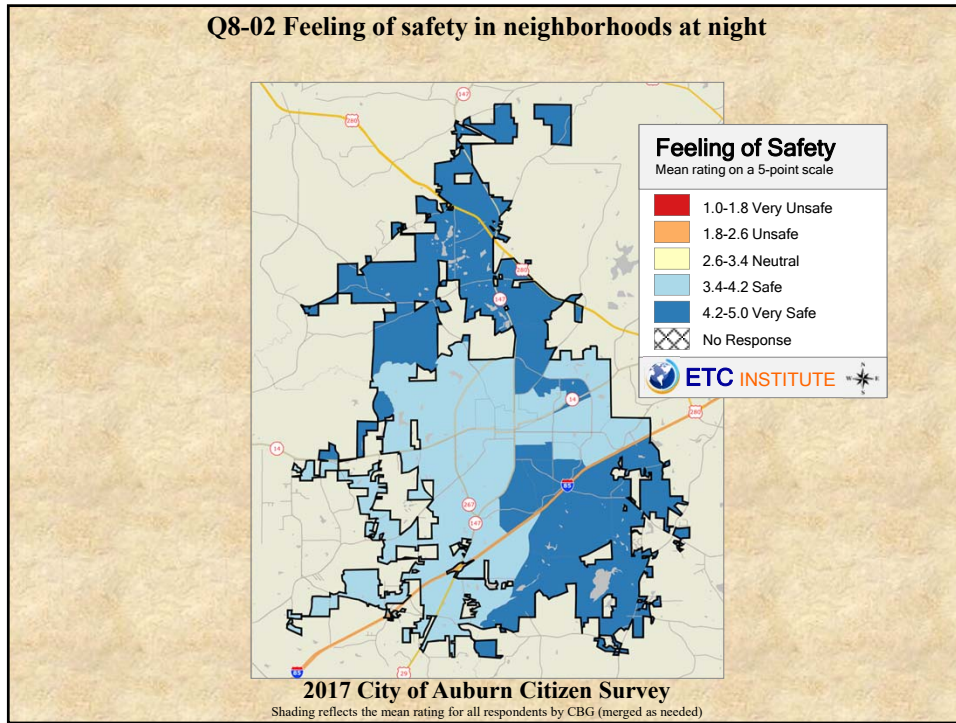 Q8-02 Feeling of safety in neighborhoods at night
147
280
Feeling of Safety
Mean rating on a 5-point scale
1.0-1.8 Very Unsafe
1.8-2.6 Unsafe
2.6-3.4 Neutral
3.4-4.2 Safe
4.2-5.0 Very Safe
No Response
280
147
ETC INSTITUTE
N
W E
S
14
280
14
85
267
147
85
29
2017 City of Auburn Citizen Survey
Shading reflects the mean rating for all respondents by CBG (merged as needed)